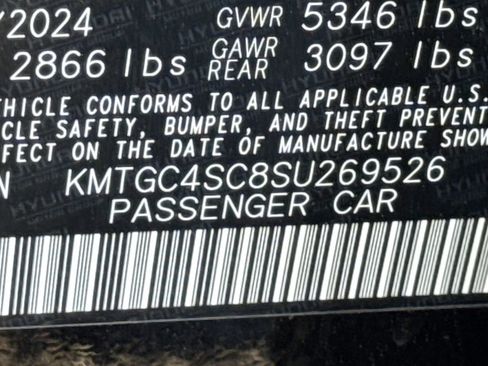 /2024 GVWR 5346 lbs
2866 lbs GAWR REAR 3097 lbs
EHICLE CONFORMS TO ALL APPLICABLE U.S.
CLE SAFETY, BUMPER, AND THEFT PREVENT
FECT ON THE DATE OF MANUFACTURE SHOW
N KMTGC4SC8SU269526
PASSENGER CAR